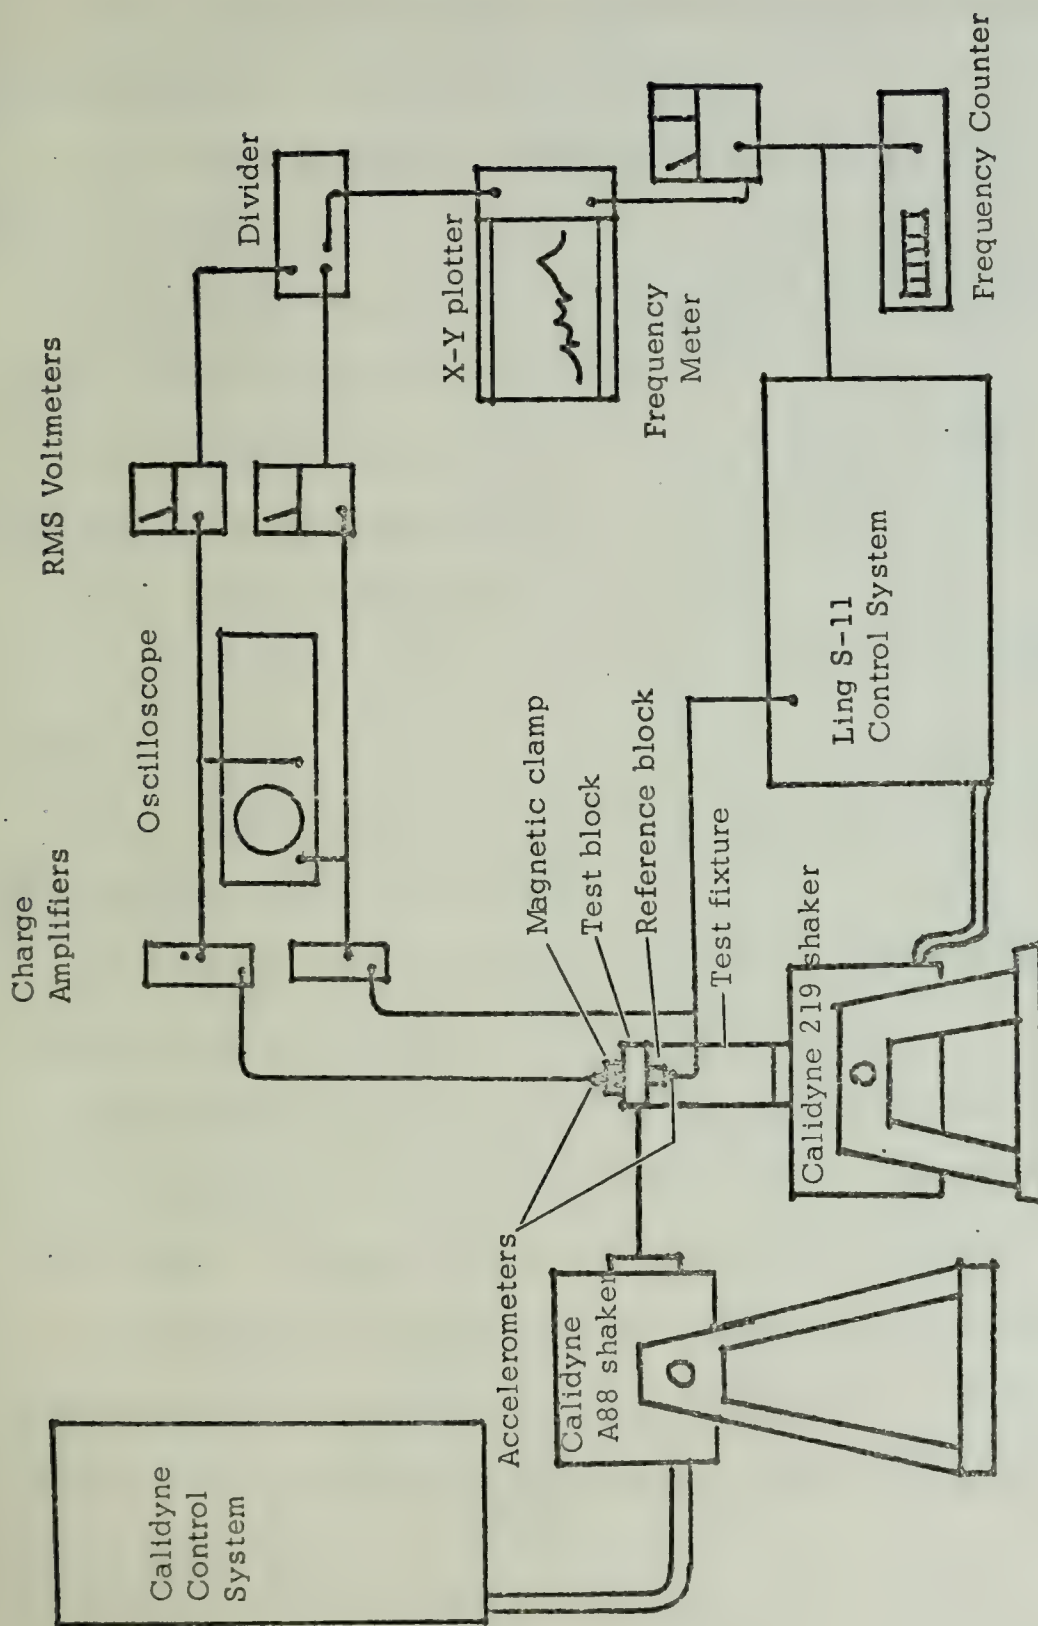 Charge
Amplifiers
RMS Voltmeters
Oscilloscope
Divider
X-Y plotter
Calidyne
Control
System
Accelerometers
Magnetic clamp
Test block
Reference block
Test fixture
Frequency
Meter
Calidyne
A88 shaker
Calidyne 219 shaker
Ling S-11
Control System
Frequency Counter